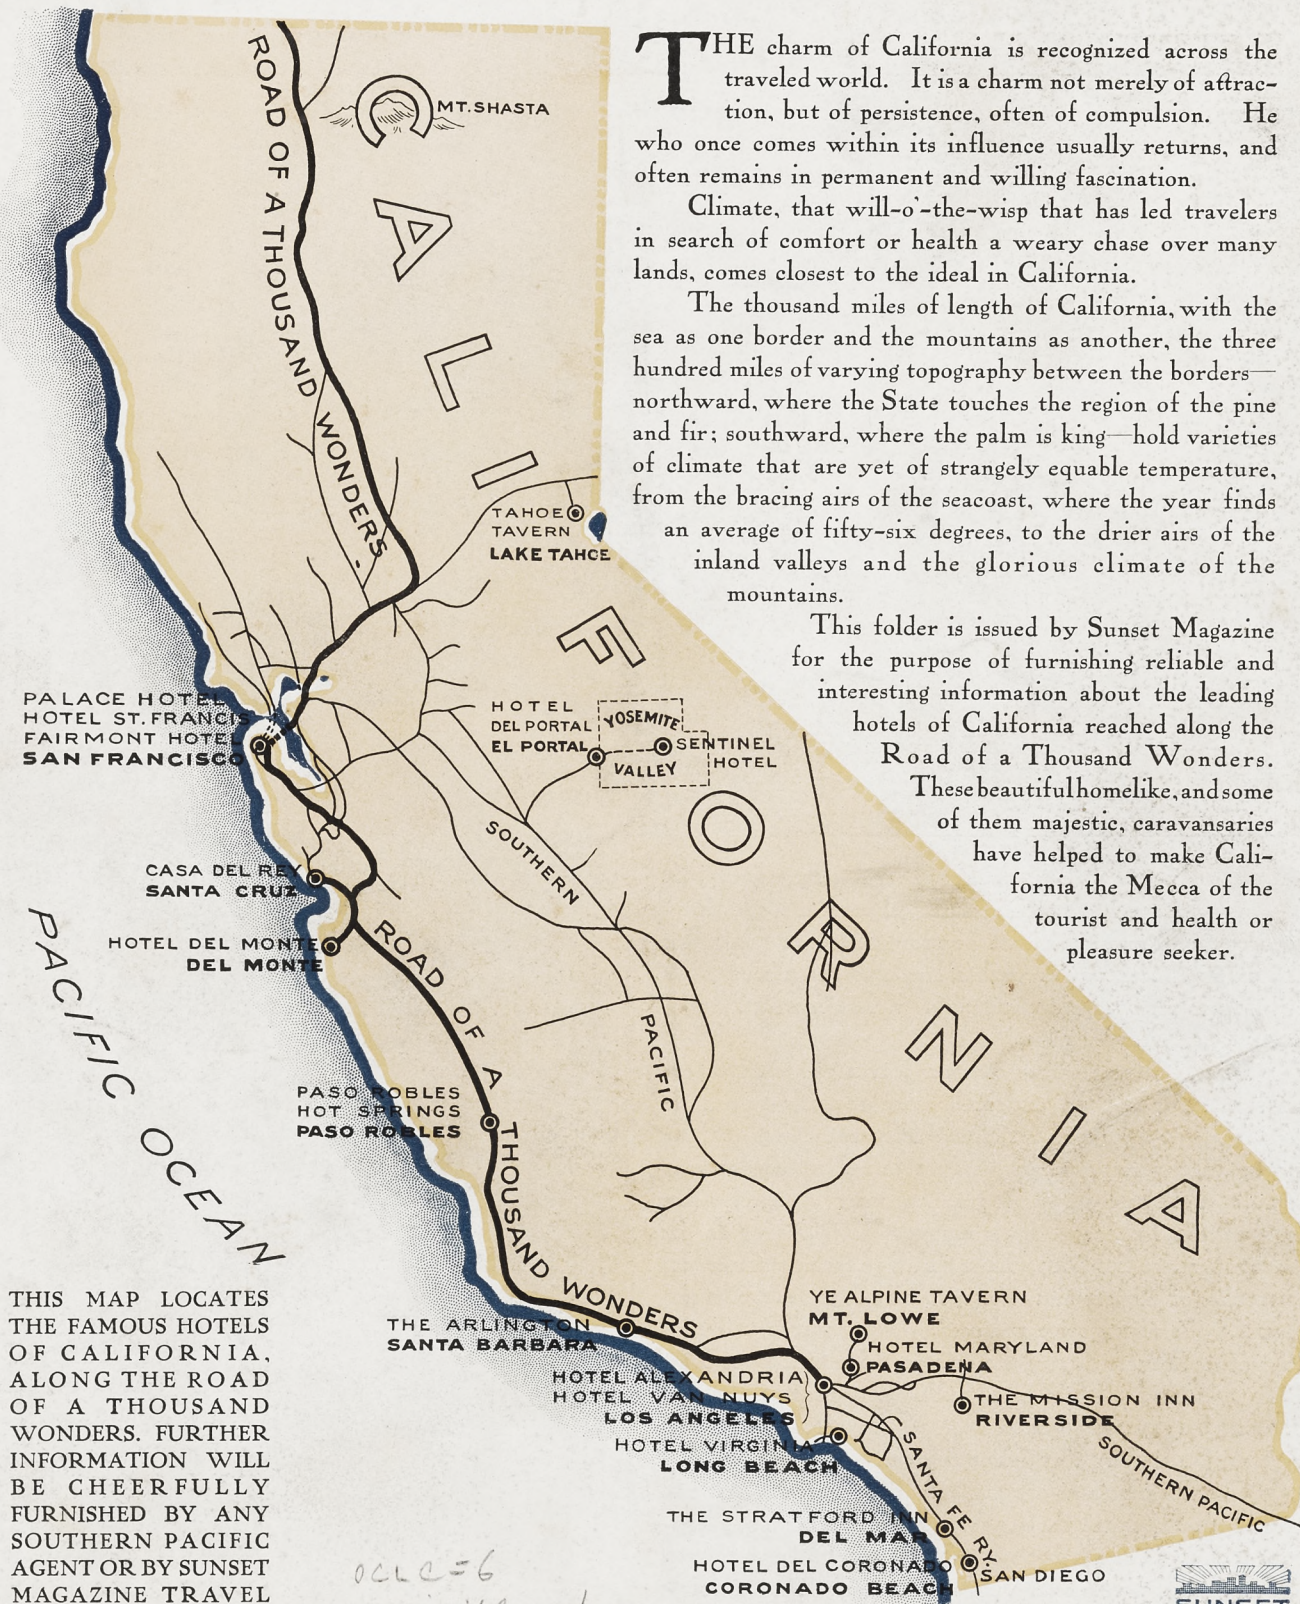 THE charm of California is recognized across the
traveled world. It is a charm not merely of attrac-
tion, but of persistence, often of compulsion. He
who once comes within its influence usually returns, and
often remains in permanent and willing fascination.
Climate, that will-o'-the-wisp that has led travelers
in search of comfort or health a weary chase over many
lands, comes closest to the ideal in California.
The thousand miles of length of California, with the
sea as one border and the mountains as another, the three
hundred miles of varying topography between the borders—
northward, where the State touches the region of the pine
and fir; southward, where the palm is king—hold varieties
of climate that are yet of strangely equable temperature,
from the bracing airs of the seacoast, where the year finds
an average of fifty-six degrees, to the drier airs of the
inland valleys and the glorious climate of the
mountains.
This folder is issued by Sunset Magazine
for the purpose of furnishing reliable and
interesting information about the leading
hotels of California reached along the
Road of a Thousand Wonders.
These beautiful homelike, and some
of them majestic, caravansaries
have helped to make Cali-
fornia the Mecca of the
tourist and health or
pleasure seeker.
CALIFORNIA
ROAD OF A THOUSAND WONDERS.
MT. SHASTA
TAHOE
TAVERN
LAKE TAHOE
PALACE HOTEL
HOTEL ST. FRANCIS
FAIRMONT HOTEL
SAN FRANCISCO
HOTEL
DEL PORTAL
EL PORTAL
YOSEMITE
VALLEY
SENTINEL
HOTEL
SOUTHERN
PACIFIC
CASA DEL REY
SANTA CRUZ
HOTEL DEL MONTE
DEL MONTE
PACIFIC OCEAN
ROAD OF A THOUSAND WONDERS
PASO ROBLES
HOT SPRINGS
PASO ROBLES
THE ARLINGTON
SANTA BARBARA
YE ALPINE TAVERN
MT. LOWE
HOTEL MARYLAND
PASADENA
HOTEL ALEXANDRIA
HOTEL VAN NUYS
LOS ANGELES
THE MISSION INN
RIVERSIDE
HOTEL VIRGINIA
LONG BEACH
SANTA FE RY.
SOUTHERN PACIFIC
THE STRATFORD INN
DEL MAR
HOTEL DEL CORONADO
CORONADO BEACH
SAN DIEGO
THIS MAP LOCATES
THE FAMOUS HOTELS
OF CALIFORNIA,
ALONG THE ROAD
OF A THOUSAND
WONDERS. FURTHER
INFORMATION WILL
BE CHEERFULLY
FURNISHED BY ANY
SOUTHERN PACIFIC
AGENT OR BY SUNSET
MAGAZINE TRAVEL
OCLC=6
SUNSET